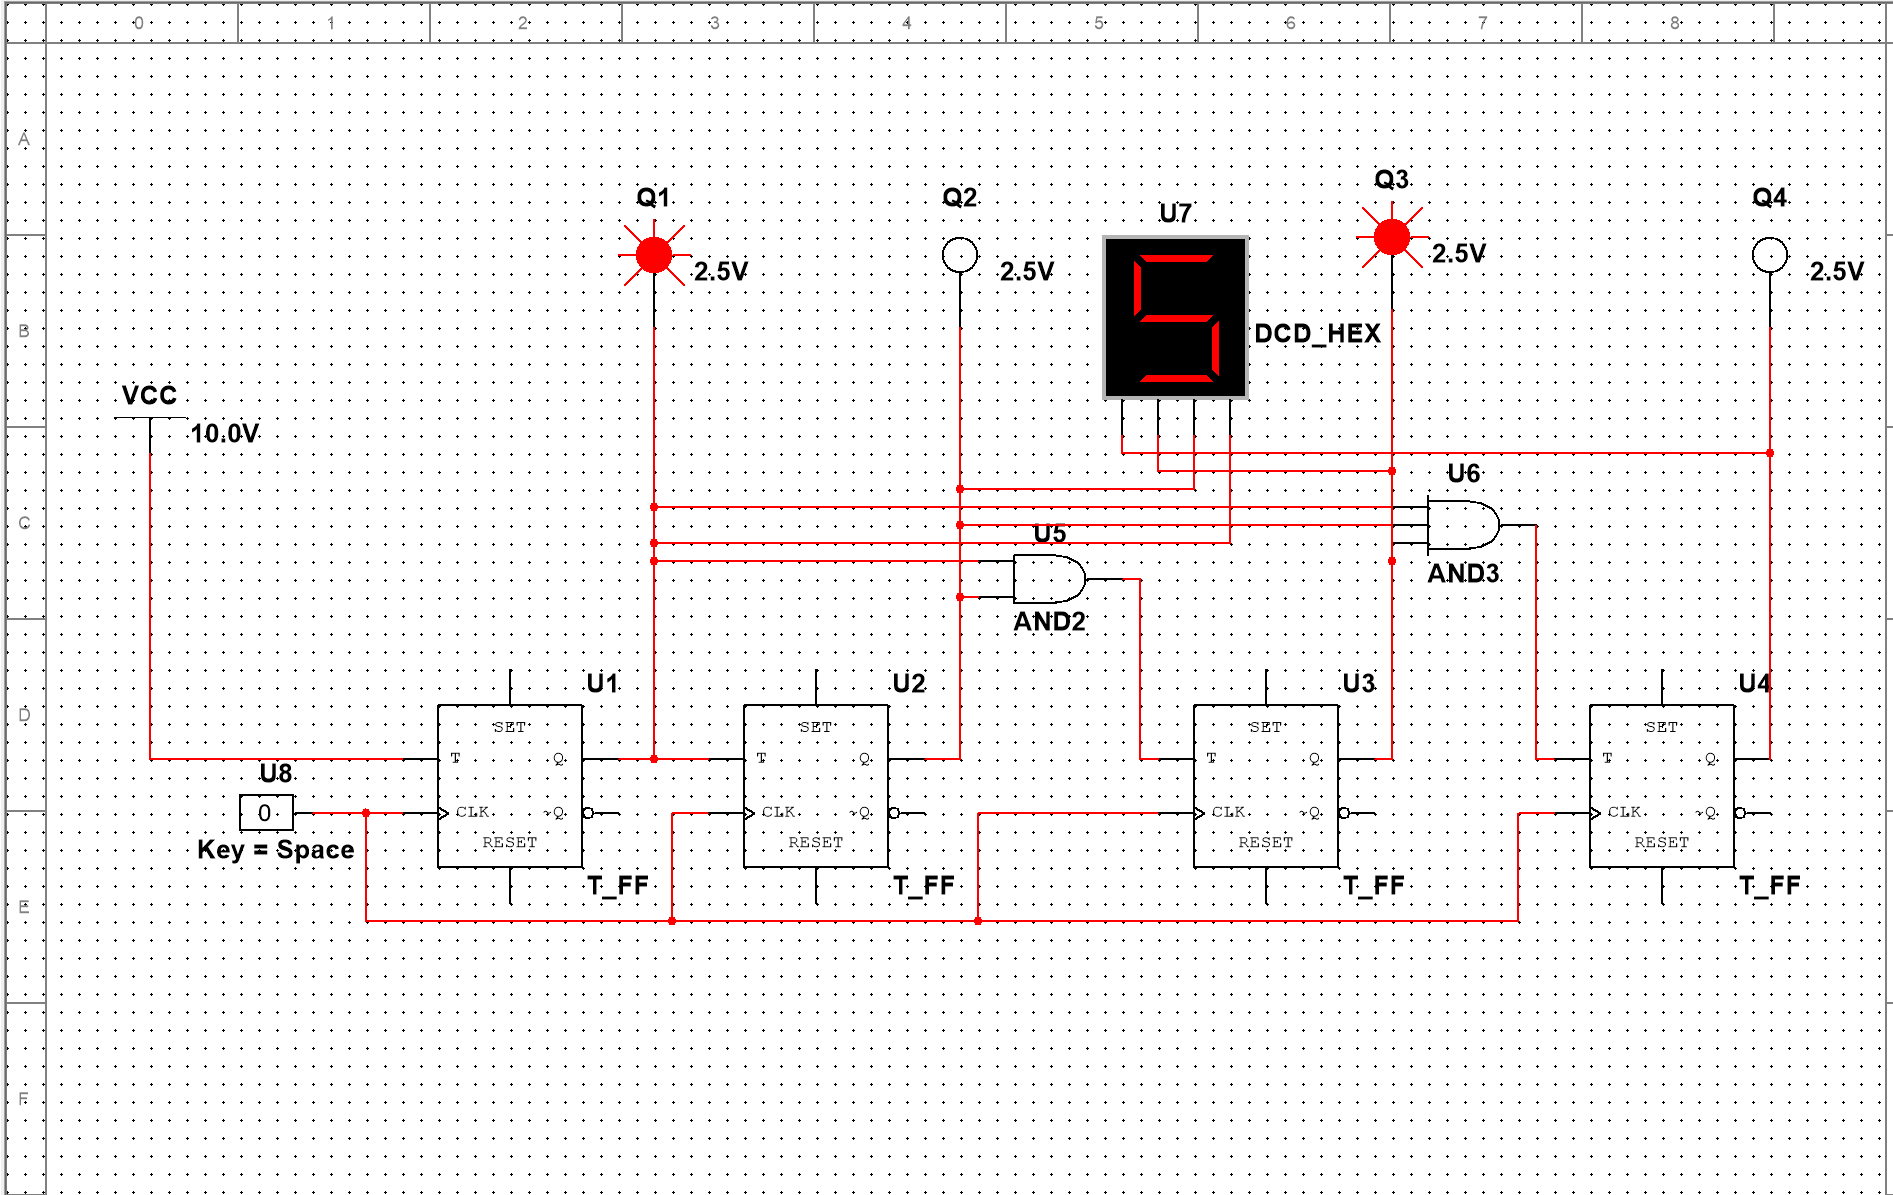 0 1 2 3 4 5 6 7 8
A
Q1 Q2 U7 Q3 Q4
2.5V 2.5V 2.5V 2.5V
B
5
DCD_HEX
VCC
10.0V
U6
C
U5
AND3
AND2
U1 U2 U3 U4
D
SET SET SET SET
T Q T Q T Q T Q
U8
0
CLK ~Q CLK ~Q CLK ~Q CLK ~Q
RESET RESET RESET RESET
Key = Space
T_FF T_FF T_FF T_FF
E
F